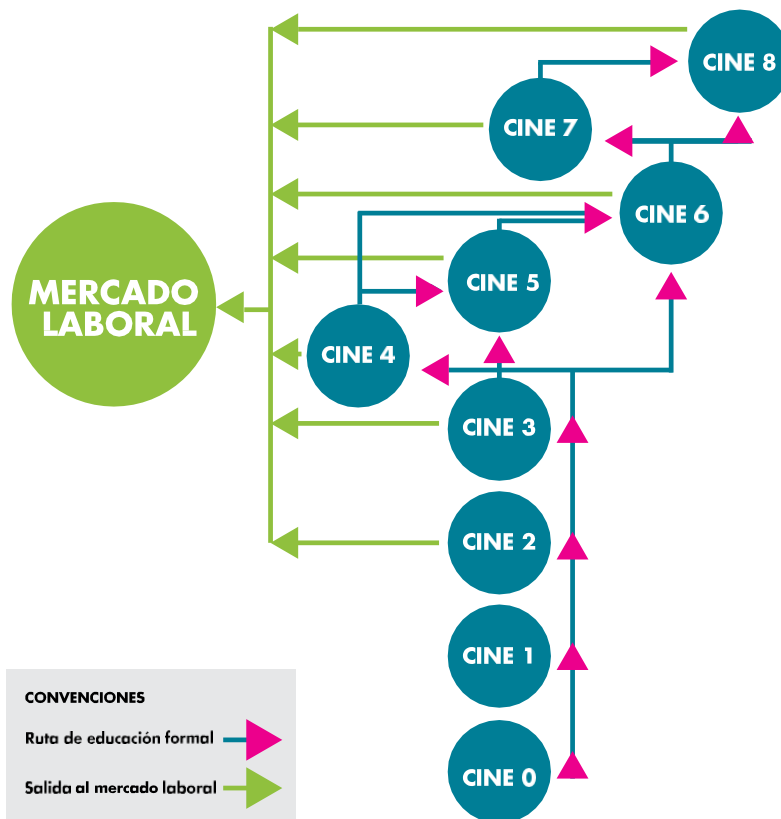 CINE 8
CINE 7
CINE 6
CINE 5
MERCADO
LABORAL
CINE 4
CINE 3
CINE 2
CINE 1
CINE 0
CONVENCIONES
Ruta de educación formal
Salida al mercado laboral